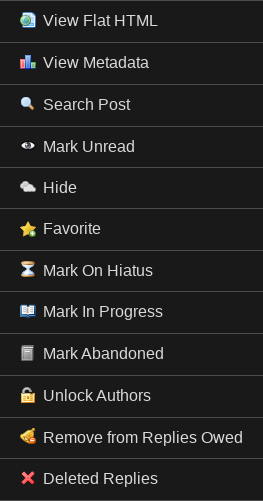 View Flat HTML
View Metadata
Search Post
Mark Unread
Hide
Favorite
Mark On Hiatus
Mark In Progress
Mark Abandoned
Unlock Authors
Remove from Replies Owed
Deleted Replies